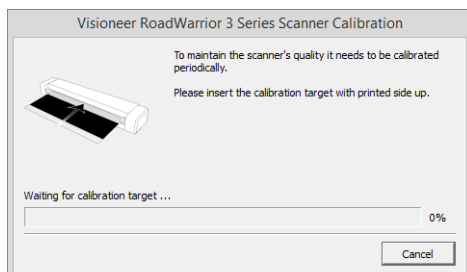 Visioneer RoadWarrior 3 Series Scanner Calibration
To maintain the scanner's quality it needs to be calibrated
periodically.
Please insert the calibration target with printed side up.
Waiting for calibration target ...
0%
Cancel